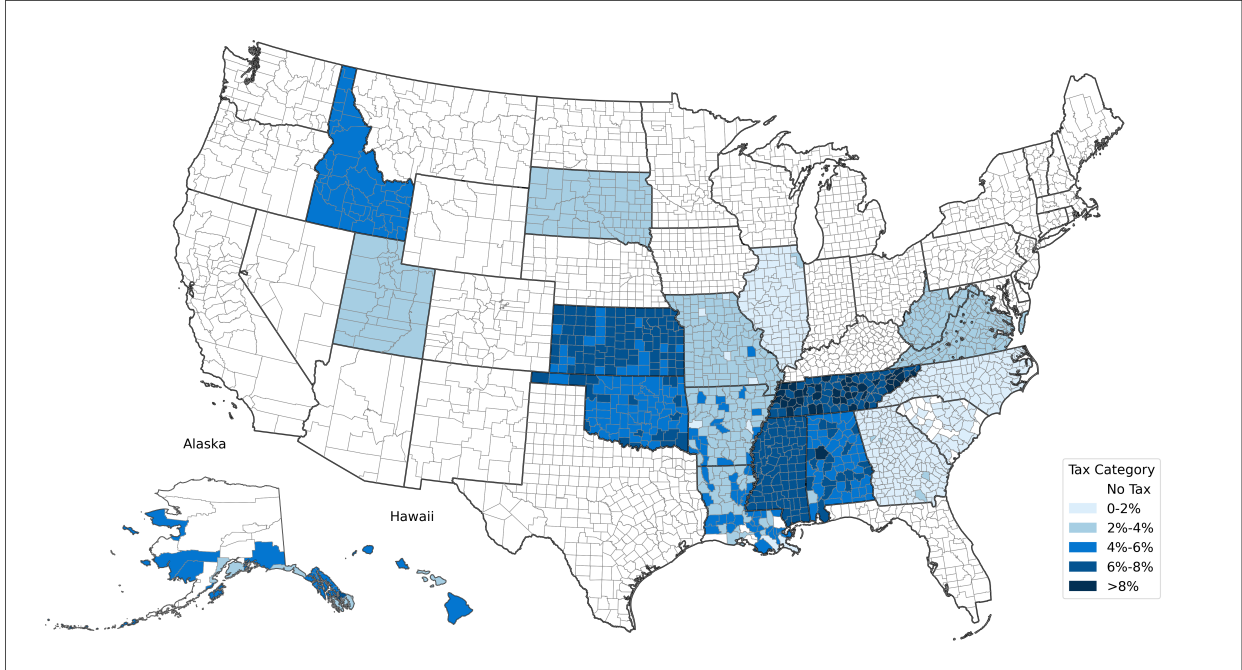 Alaska
Hawaii
Tax Category
No Tax
0-2%
2%-4%
4%-6%
6%-8%
>8%